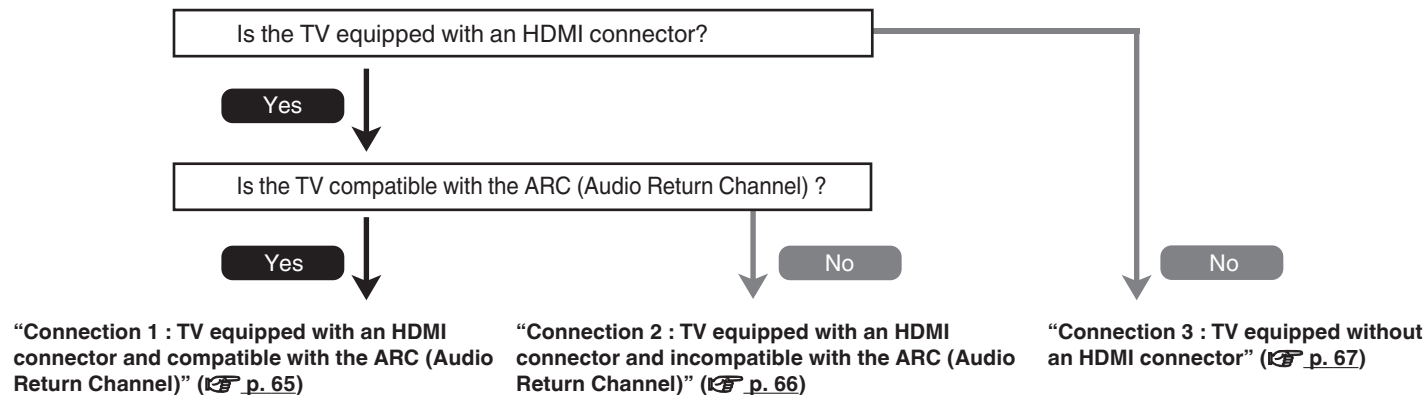 Is the TV equipped with an HDMI connector?
Yes
Is the TV compatible with the ARC (Audio Return Channel) ?
Yes
No
No
“Connection 1 : TV equipped with an HDMI
connector and compatible with the ARC (Audio
Return Channel)” (☞ p. 65)
“Connection 2 : TV equipped with an HDMI
connector and incompatible with the ARC (Audio
Return Channel)” (☞ p. 66)
“Connection 3 : TV equipped without
an HDMI connector” (☞ p. 67)